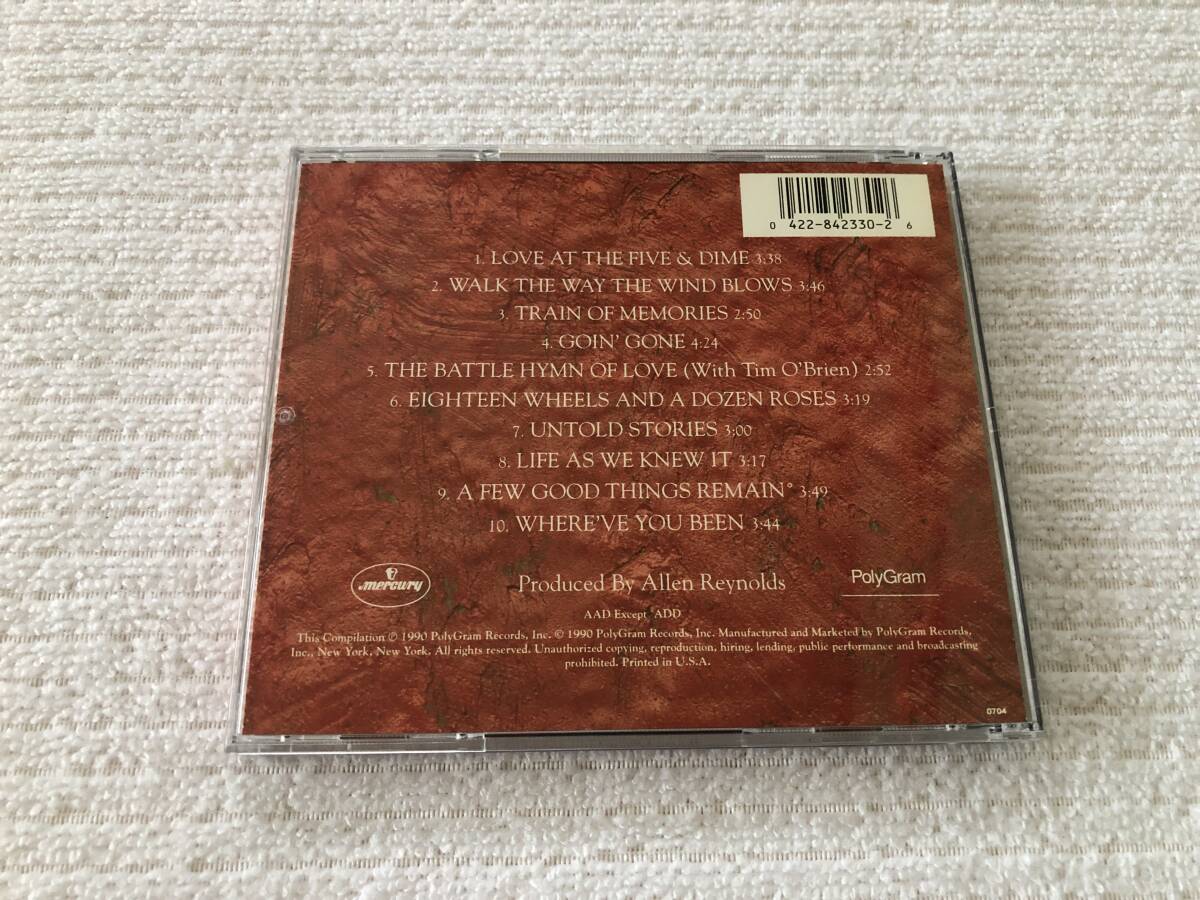 0 422-842330-2 6
1. LOVE AT THE FIVE & DIME 3:38
2. WALK THE WAY THE WIND BLOWS 3:46
3. TRAIN OF MEMORIES 2:50
4. GOIN' GONE 4:24
5. THE BATTLE HYMN OF LOVE (With Tim O'Brien) 2:52
6. EIGHTEEN WHEELS AND A DOZEN ROSES 3:19
7. UNTOLD STORIES 3:00
8. LIFE AS WE KNEW IT 3:17
9. A FEW GOOD THINGS REMAIN° 3:49
10. WHERE'VE YOU BEEN 3:44
mercury
Produced By Allen Reynolds
PolyGram
AAD Except °ADD
This Compilation ℗ 1990 PolyGram Records, Inc. © 1990 PolyGram Records, Inc. Manufactured and Marketed by PolyGram Records,
Inc., New York, New York. All rights reserved. Unauthorized copying, reproduction, hiring, lending, public performance and broadcasting
prohibited. Printed in U.S.A.
0704